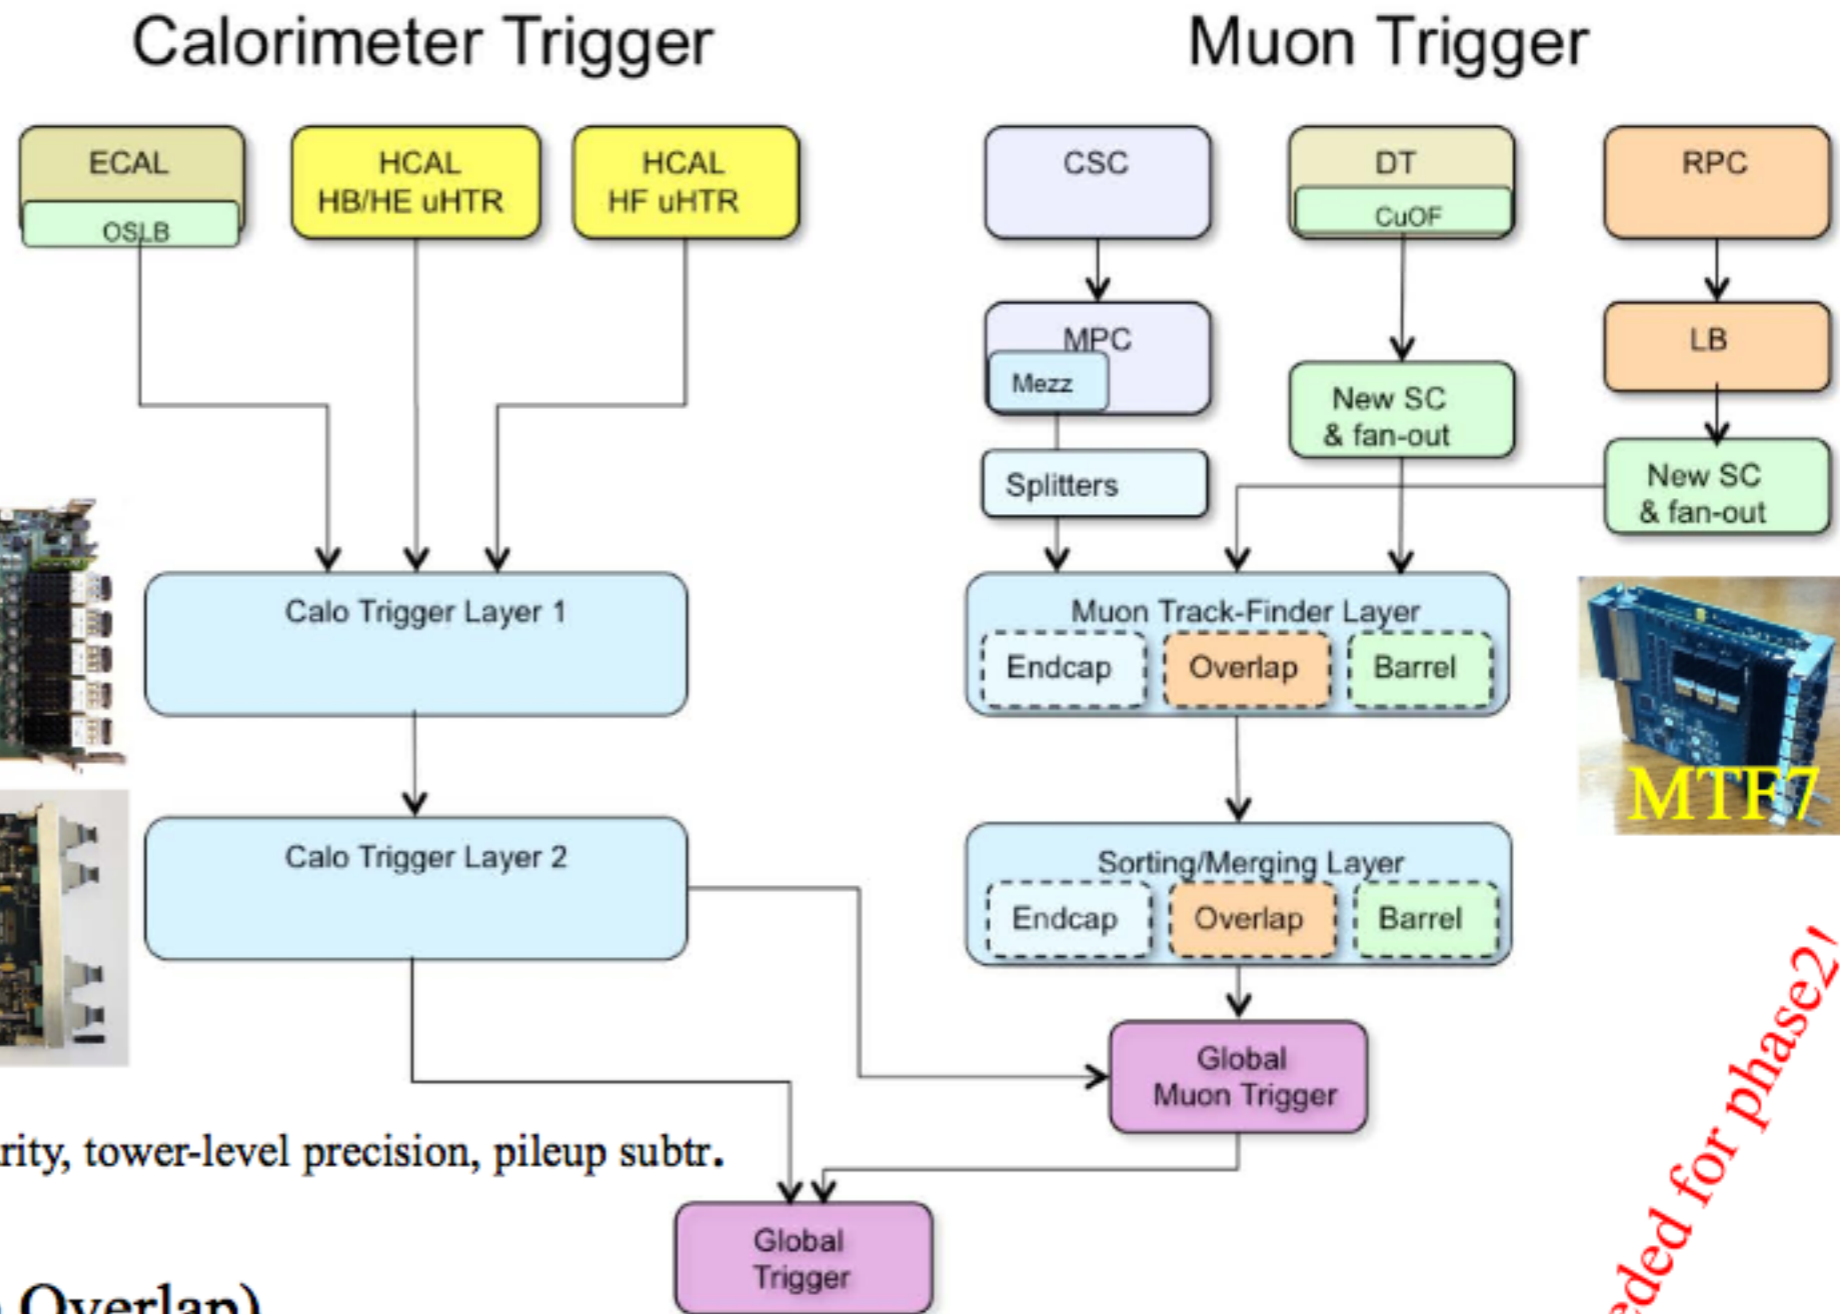 Calorimeter Trigger
Muon Trigger
ECAL
OSLB
HCAL
HB/HE uHTR
HCAL
HF uHTR
CSC
DT
CuOF
RPC
MPC
Mezz
LB
New SC
& fan-out
Splitters
New SC
& fan-out
Calo Trigger Layer 1
Muon Track-Finder Layer
Endcap
Overlap
Barrel
MTF7
Calo Trigger Layer 2
Sorting/Merging Layer
Endcap
Overlap
Barrel
Global
Muon Trigger
rity, tower-level precision, pileup subtr.
Global
Trigger
Overlap)
eded for phase2!